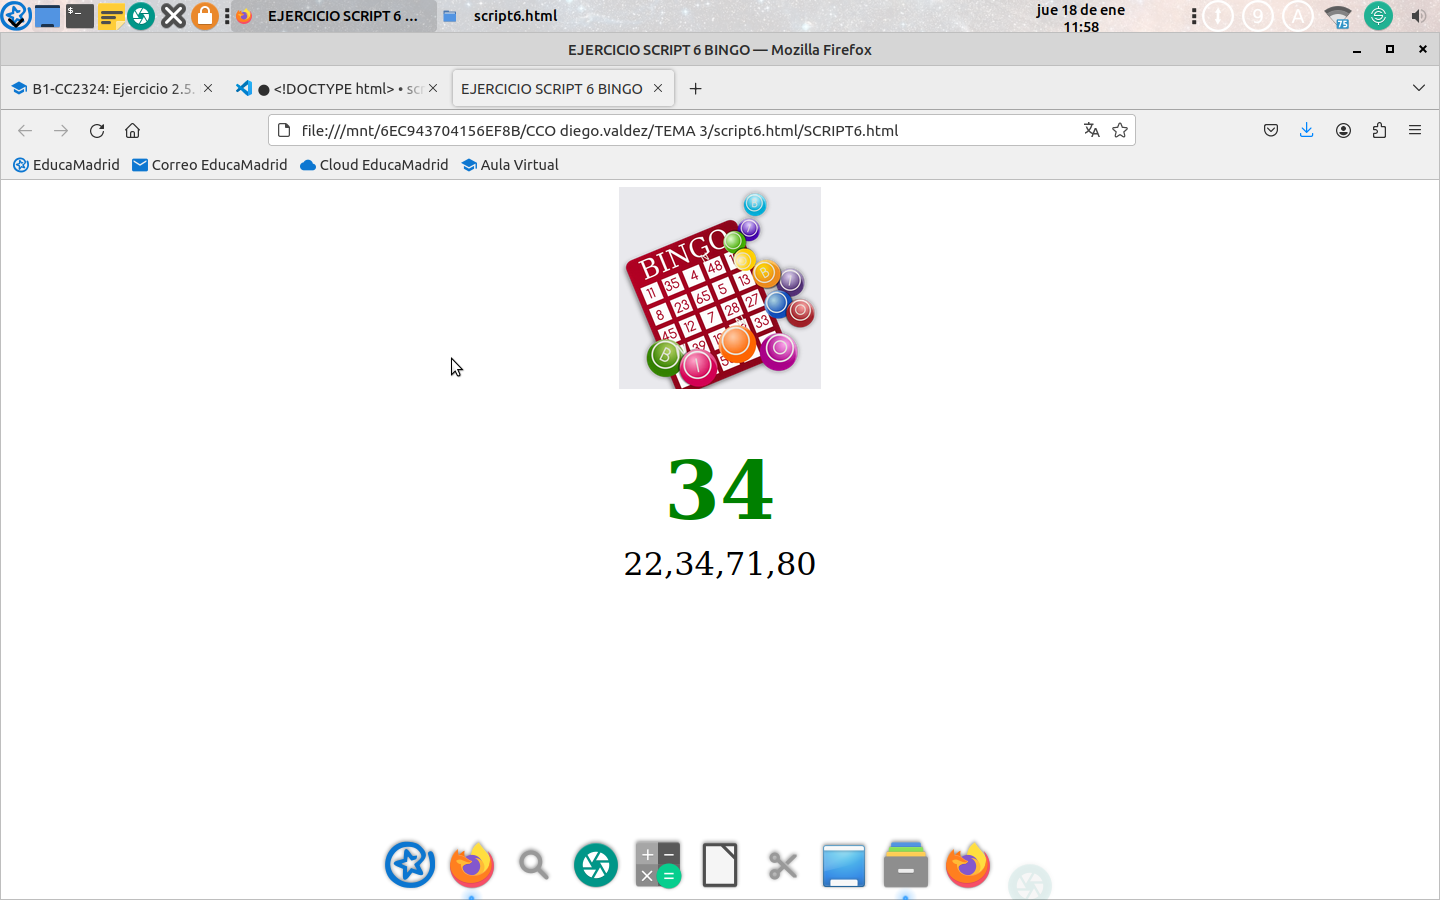 EJERCICIO SCRIPT 6 ...
script6.html
jue 18 de ene
11:58
75
EJERCICIO SCRIPT 6 BINGO — Mozilla Firefox
B1-CC2324: Ejercicio 2.5.
<!DOCTYPE html> • scr
EJERCICIO SCRIPT 6 BINGO
file:///mnt/6EC943704156EF8B/CCO diego.valdez/TEMA 3/script6.html/SCRIPT6.html
EducaMadrid
Correo EducaMadrid
Cloud EducaMadrid
Aula Virtual
BINGO
11 35 4 48
8 23 65 5 13
45 12 7 28 27
39 33
B I O
34
22,34,71,80